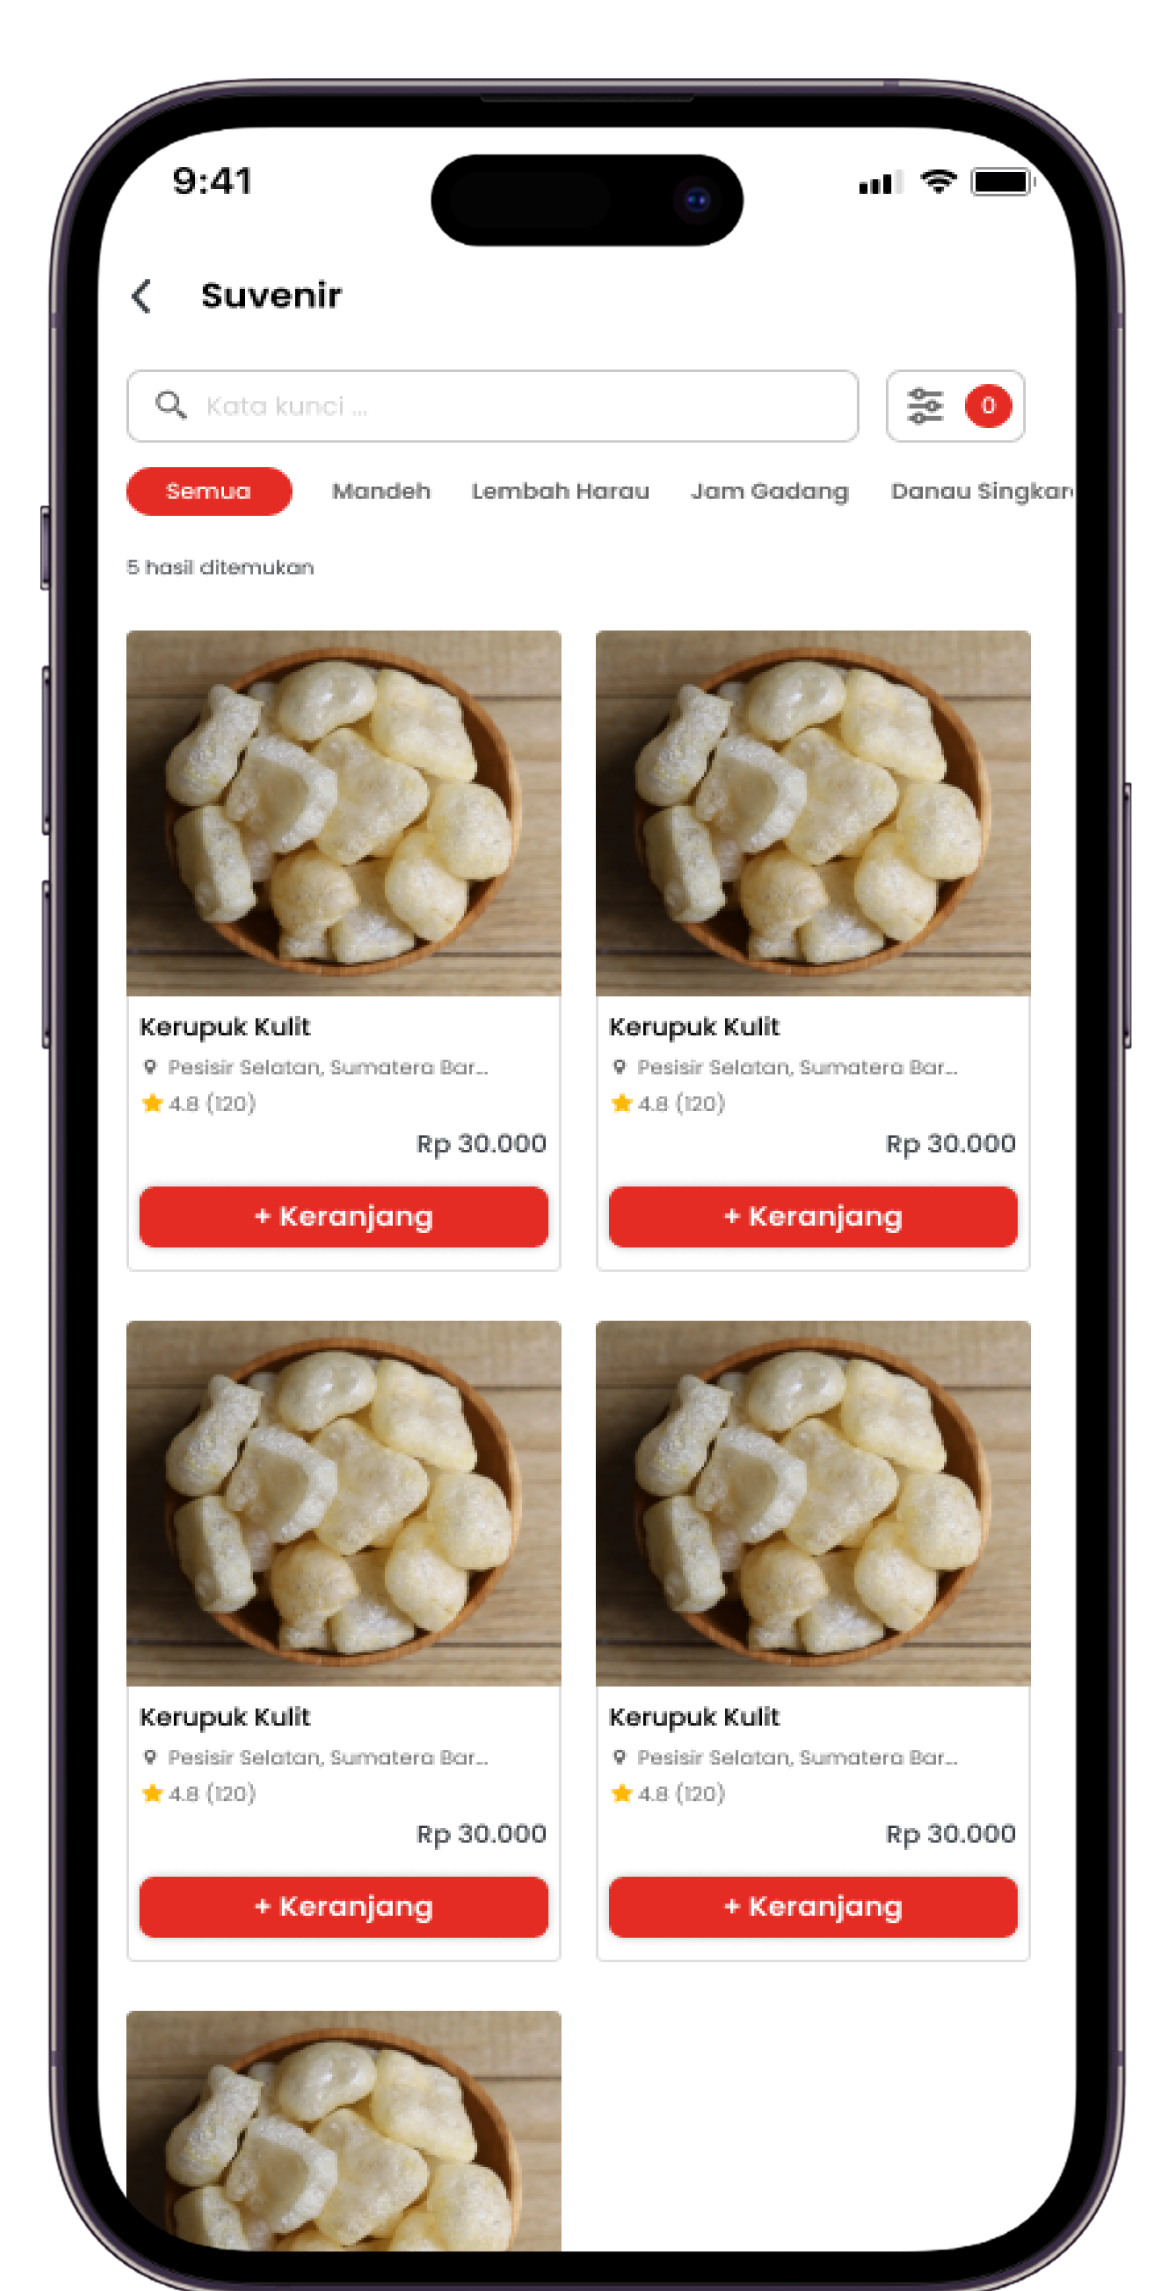 9:41
Suvenir
Kata kunci ...
0
Semua Mandeh Lembah Harau Jam Gadang Danau Singkar
5 hasil ditemukan
Kerupuk Kulit
Pesisir Selatan, Sumatera Bar...
4.8 (120)
Rp 30.000
+ Keranjang
Kerupuk Kulit
Pesisir Selatan, Sumatera Bar...
4.8 (120)
Rp 30.000
+ Keranjang
Kerupuk Kulit
Pesisir Selatan, Sumatera Bar...
4.8 (120)
Rp 30.000
+ Keranjang
Kerupuk Kulit
Pesisir Selatan, Sumatera Bar...
4.8 (120)
Rp 30.000
+ Keranjang